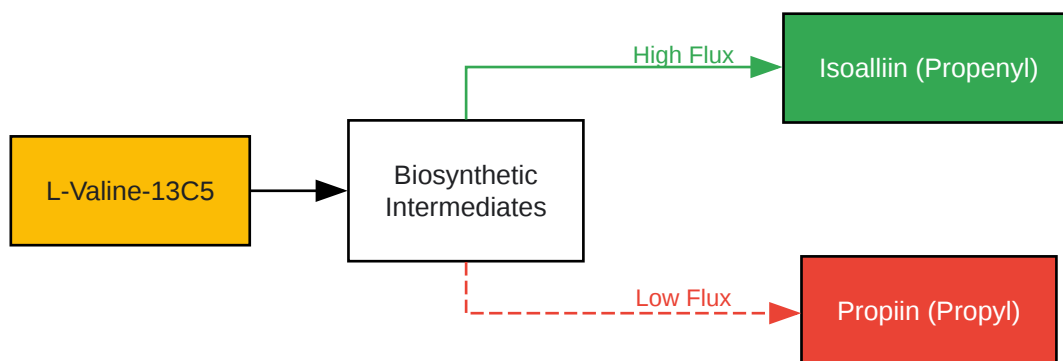 High Flux
Isoalliin (Propenyl)
L-Valine-13C5
Biosynthetic
Intermediates
Low Flux
Propiin (Propyl)